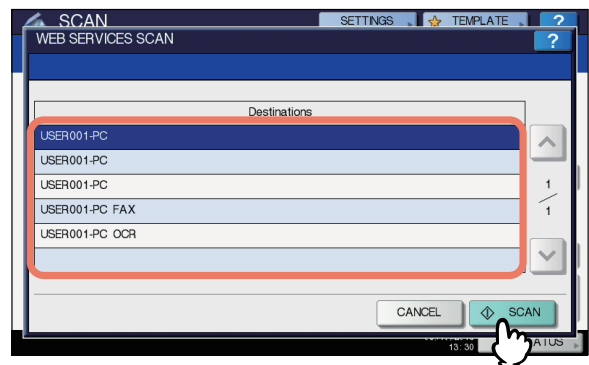 SCAN
SETTINGS
TEMPLATE
?
WEB SERVICES SCAN
?
Destinations
USER001-PC
USER001-PC
USER001-PC
USER001-PC FAX
USER001-PC OCR
1
1
CANCEL
SCAN
13:30